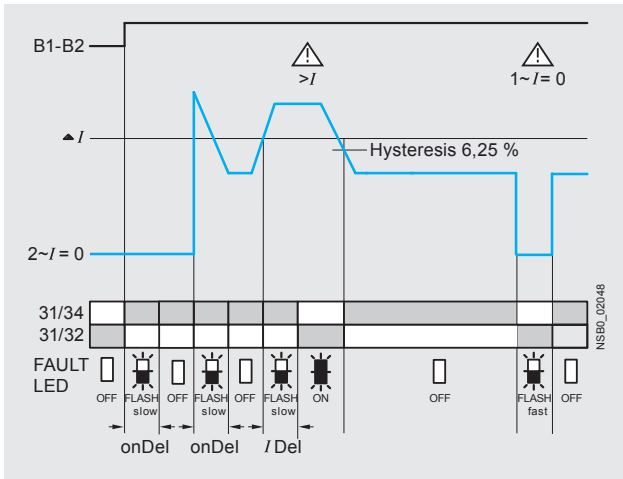 B1-B2
>I
1~I= 0
▲ I
Hysteresis 6,25 %
2~I = 0
NSB0_02048
31/34
31/32
FAULT
LED
OFF FLASH slow OFF FLASH slow OFF FLASH slow ON OFF FLASH fast OFF
onDel onDel I Del